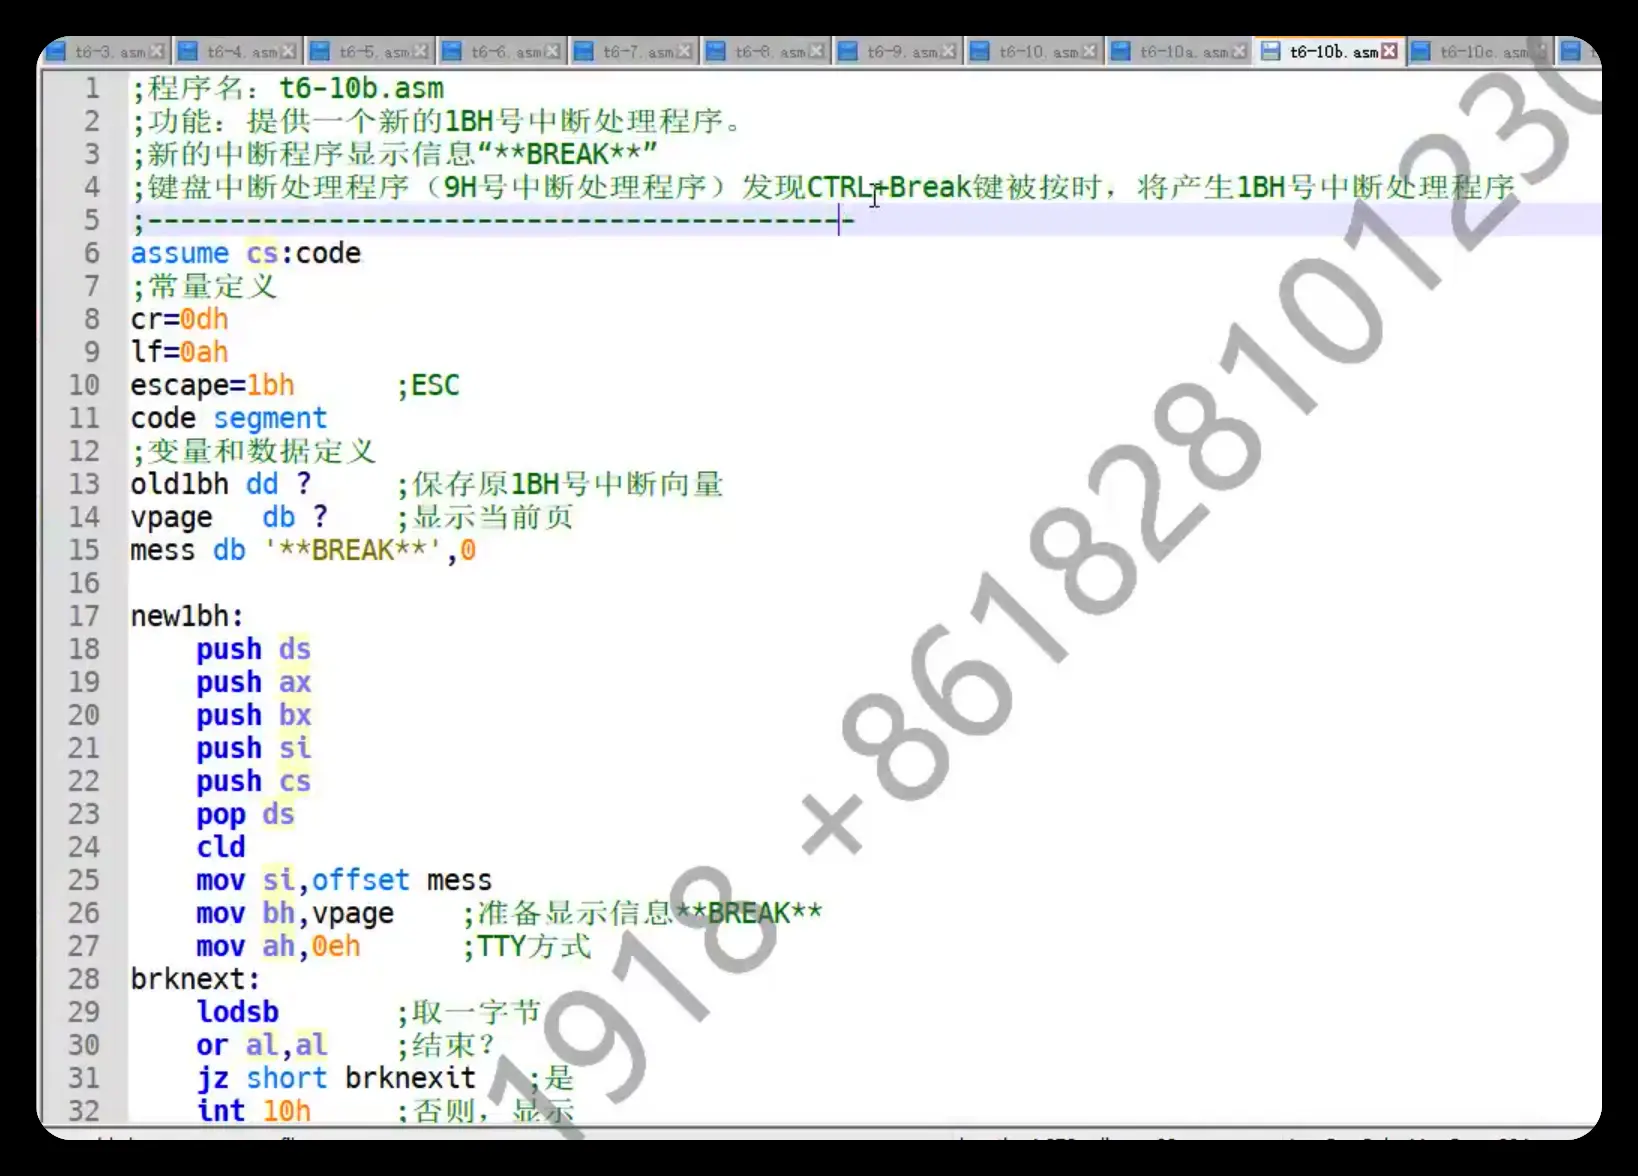 t6-3.asm t6-4.asm t6-5.asm t6-6.asm t6-7.asm t6-8.asm t6-9.asm t6-10.asm t6-10a.asm t6-10b.asm t6-10c.asm
1 ;程序名：t6-10b.asm
2 ;功能：提供一个新的1BH号中断处理程序。
3 ;新的中断程序显示信息“**BREAK**”
4 ;键盘中断处理程序（9H号中断处理程序）发现CTRL+Break键被按时，将产生1BH号中断处理程序
5 ;-------------------------------------------
6 assume cs:code
7 ;常量定义
8 cr=0dh
9 lf=0ah
10 escape=1bh ;ESC
11 code segment
12 ;变量和数据定义
13 old1bh dd ? ;保存原1BH号中断向量
14 vpage db ? ;显示当前页
15 mess db '**BREAK**',0
16
17 new1bh:
18 push ds
19 push ax
20 push bx
21 push si
22 push cs
23 pop ds
24 cld
25 mov si,offset mess
26 mov bh,vpage ;准备显示信息**BREAK**
27 mov ah,0eh ;TTY方式
28 brknext:
29 lodsb ;取一字节
30 or al,al ;结束?
31 jz short brknexit ;是
32 int 10h ;否则，显示
1918 +861828101230